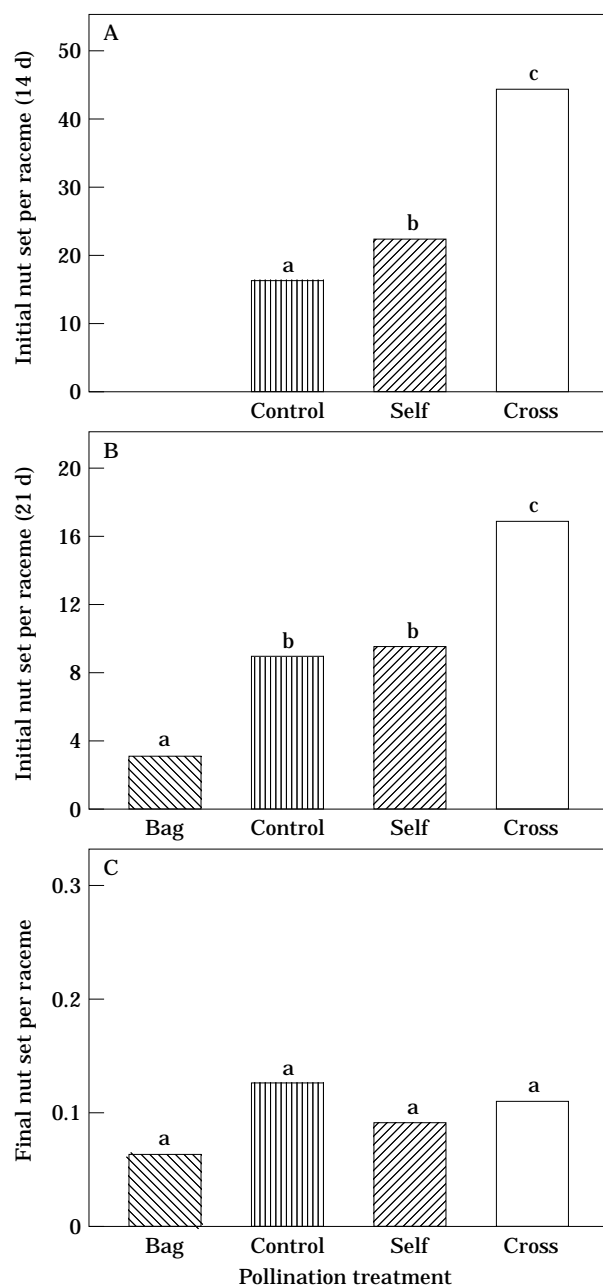 A
Initial nut set per raceme (14 d)
50
40
30
20
10
0
a
b
c
Control Self Cross
B
Initial nut set per raceme (21 d)
20
16
12
8
4
0
a
b
b
c
Bag Control Self Cross
C
Final nut set per raceme
0.3
0.2
0.1
0
a
a
a
a
Bag Control Self Cross
Pollination treatment